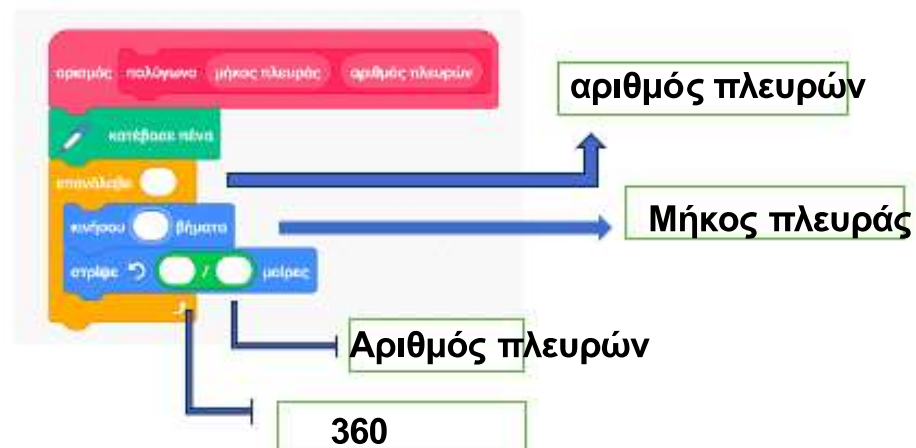 ορισμός πολύγωνο μήκος πλευράς αριθμός πλευρών
κατέβασε πένα
επανάλαβε
κινήσου βήματα
στρίψε / μοίρες
αριθμός πλευρών
Μήκος πλευράς
Αριθμός πλευρών
360